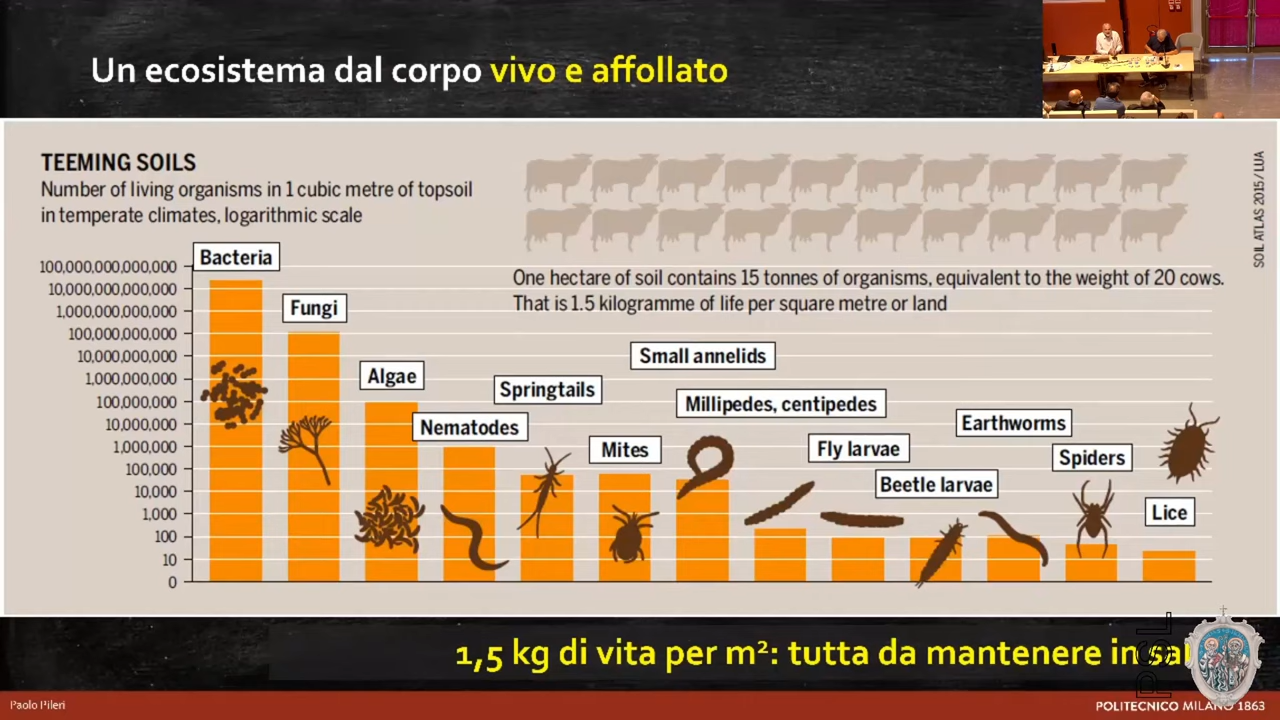 Un ecosistema dal corpo vivo e affollato
TEEMING SOILS
Number of living organisms in 1 cubic metre of topsoil
in temperate climates, logarithmic scale
SOIL ATLAS 2015 / LUA
One hectare of soil contains 15 tonnes of organisms, equivalent to the weight of 20 cows.
That is 1.5 kilogramme of life per square metre or land
100,000,000,000,000
10,000,000,000,000
1,000,000,000,000
100,000,000,000
10,000,000,000
1,000,000,000
100,000,000
10,000,000
1,000,000
100,000
10,000
1,000
100
10
0
Bacteria
Fungi
Algae
Nematodes
Springtails
Mites
Small annelids
Millipedes, centipedes
Fly larvae
Beetle larvae
Earthworms
Spiders
Lice
1,5 kg di vita per m²: tutta da mantenere in
PSL
Paolo Pileri
POLITECNICO MILANO 1863